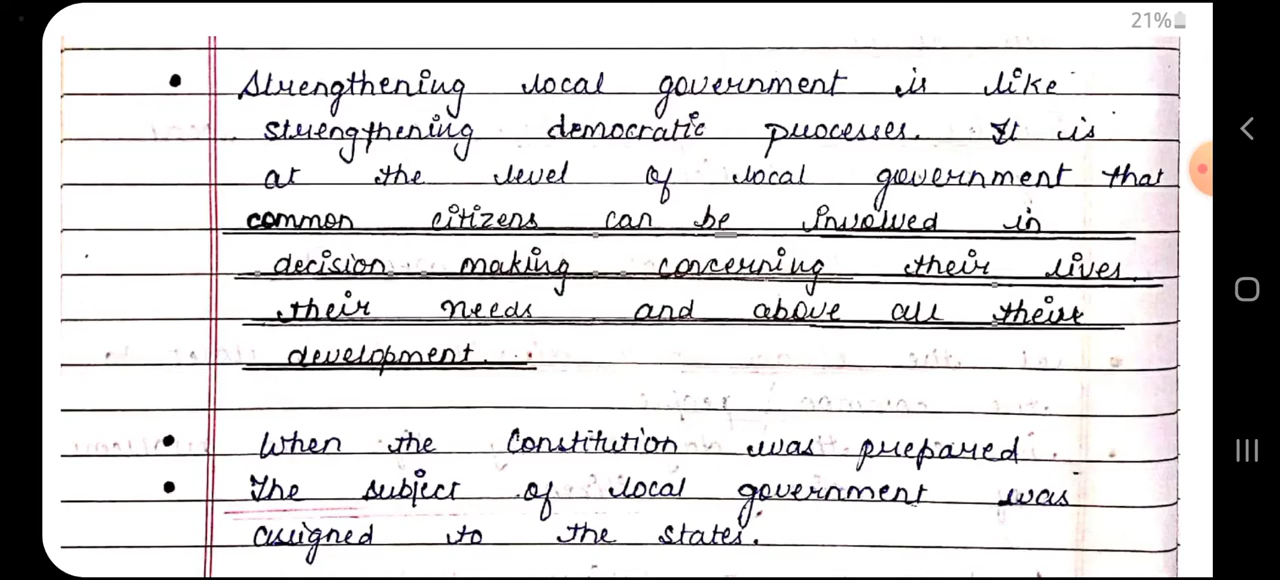 21%
• Strengthening local government is like
strengthening democratic processes. It is
at the level of local government that
common citizens can be involved in
decision making concerning their lives
their needs and above all their
development.
• When the Constitution was prepared
• The subject of local government was
assigned to the states.